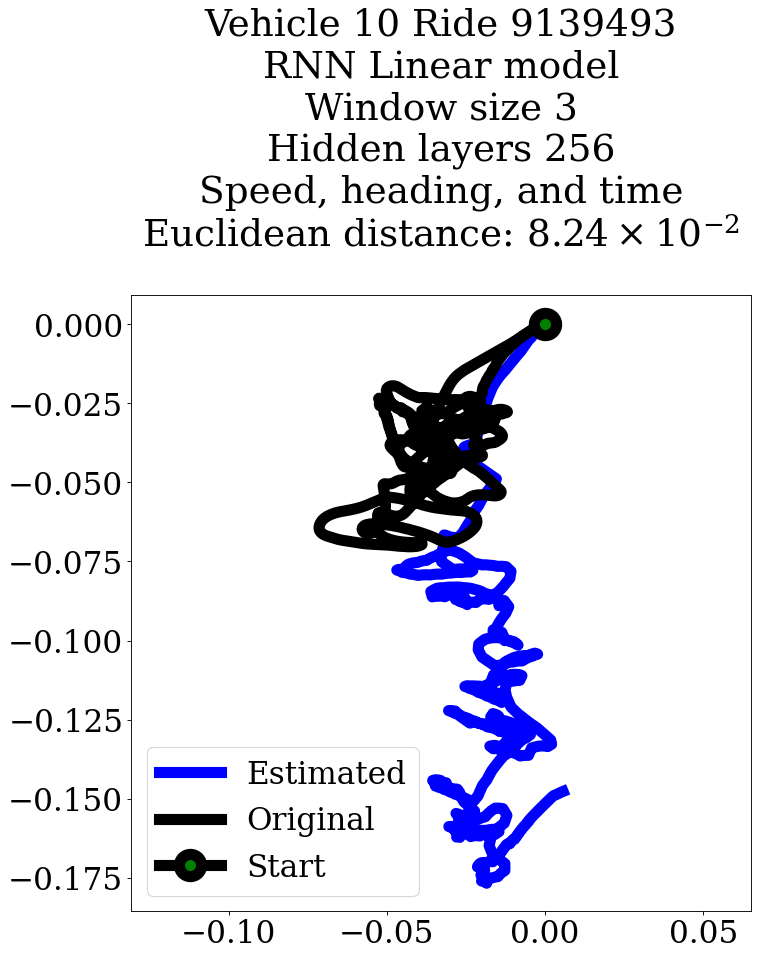 Vehicle 10 Ride 9139493
RNN Linear model
Window size 3
Hidden layers 256
Speed, heading, and time
Euclidean distance: 8.24 × 10⁻²
0.000
−0.025
−0.050
−0.075
−0.100
−0.125
−0.150
−0.175
Estimated
Original
Start
−0.10 −0.05 0.00 0.05